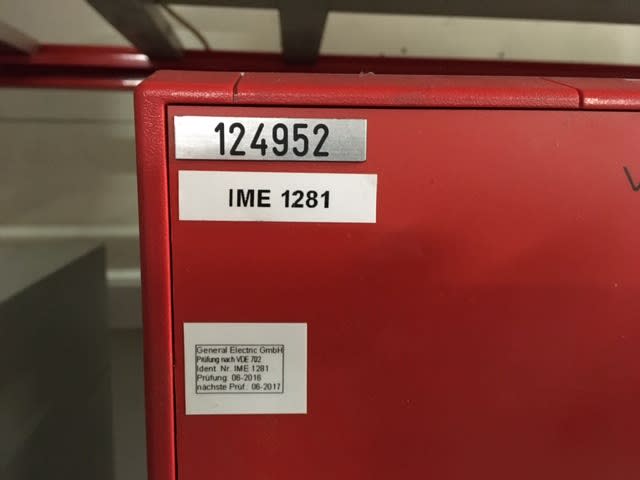 124952
IME 1281
General Electric GmbH
Prüfung nach VDE 702
Ident. Nr. IME 1281
Prüfung: 06-2016
nächste Prüf.: 06-2017